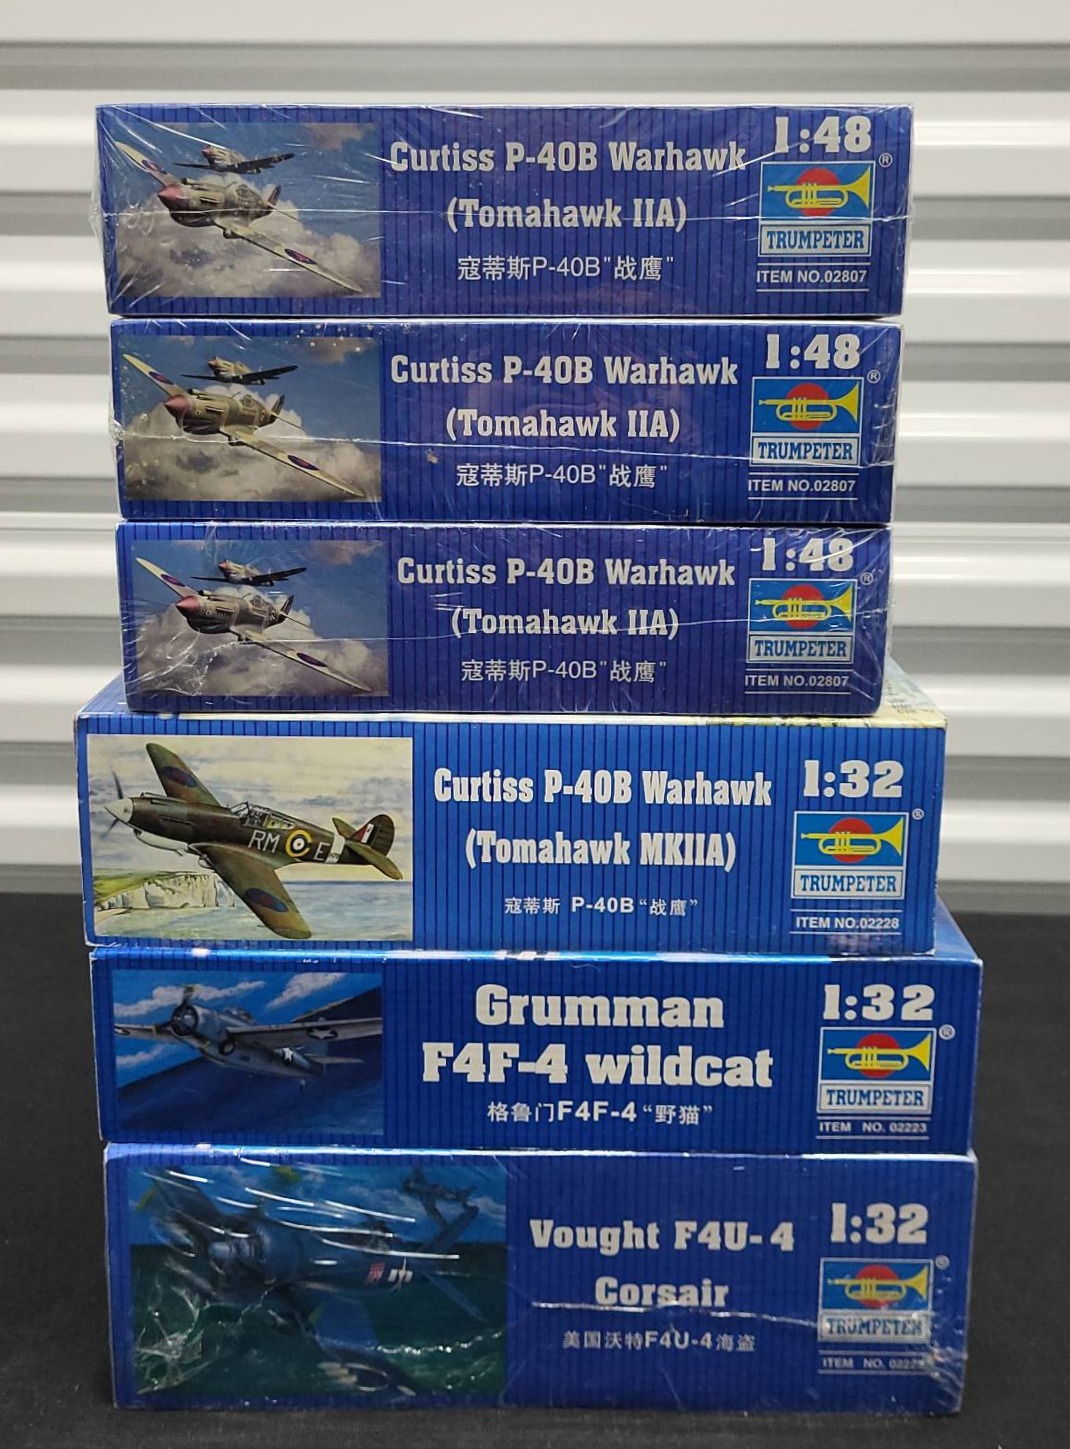 Curtiss P-40B Warhawk
(Tomahawk IIA)
寇蒂斯P-40B"战鹰"
1:48
®
TRUMPETER
ITEM NO.02807
Curtiss P-40B Warhawk
(Tomahawk IIA)
寇蒂斯P-40B"战鹰"
1:48
®
TRUMPETER
ITEM NO.02807
Curtiss P-40B Warhawk
(Tomahawk IIA)
寇蒂斯P-40B"战鹰"
1:48
®
TRUMPETER
ITEM NO.02807
RM E
Curtiss P-40B Warhawk
(Tomahawk MKIIA)
寇蒂斯 P-40B“战鹰”
1:32
®
TRUMPETER
ITEM NO.02228
Grumman
F4F-4 wildcat
格鲁门F4F-4“野猫”
1:32
®
TRUMPETER
ITEM NO. 02223
Vought F4U-4
Corsair
美国沃特F4U-4海盗
1:32
®
TRUMPETER
ITEM NO.